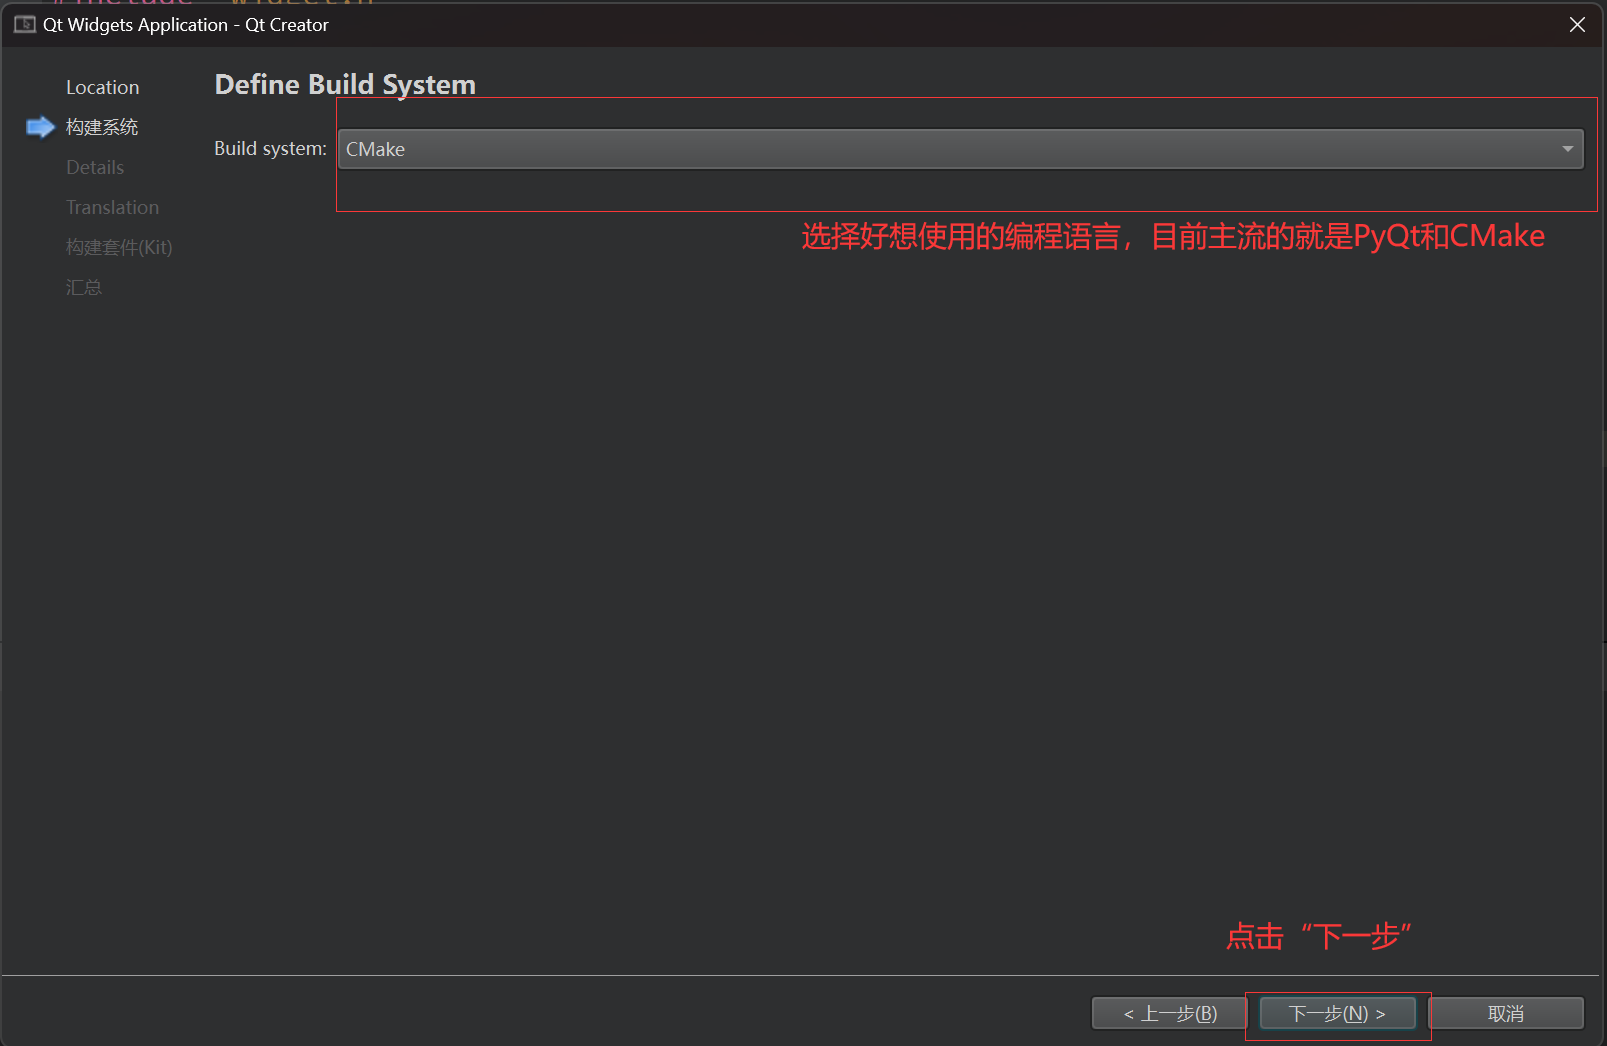 #include "widget.h"
Qt Widgets Application - Qt Creator
Location
构建系统
Details
Translation
构建套件(Kit)
汇总
Define Build System
Build system:
CMake
选择好想使用的编程语言，目前主流的就是PyQt和CMake
点击“下一步”
< 上一步(B)
下一步(N) >
取消